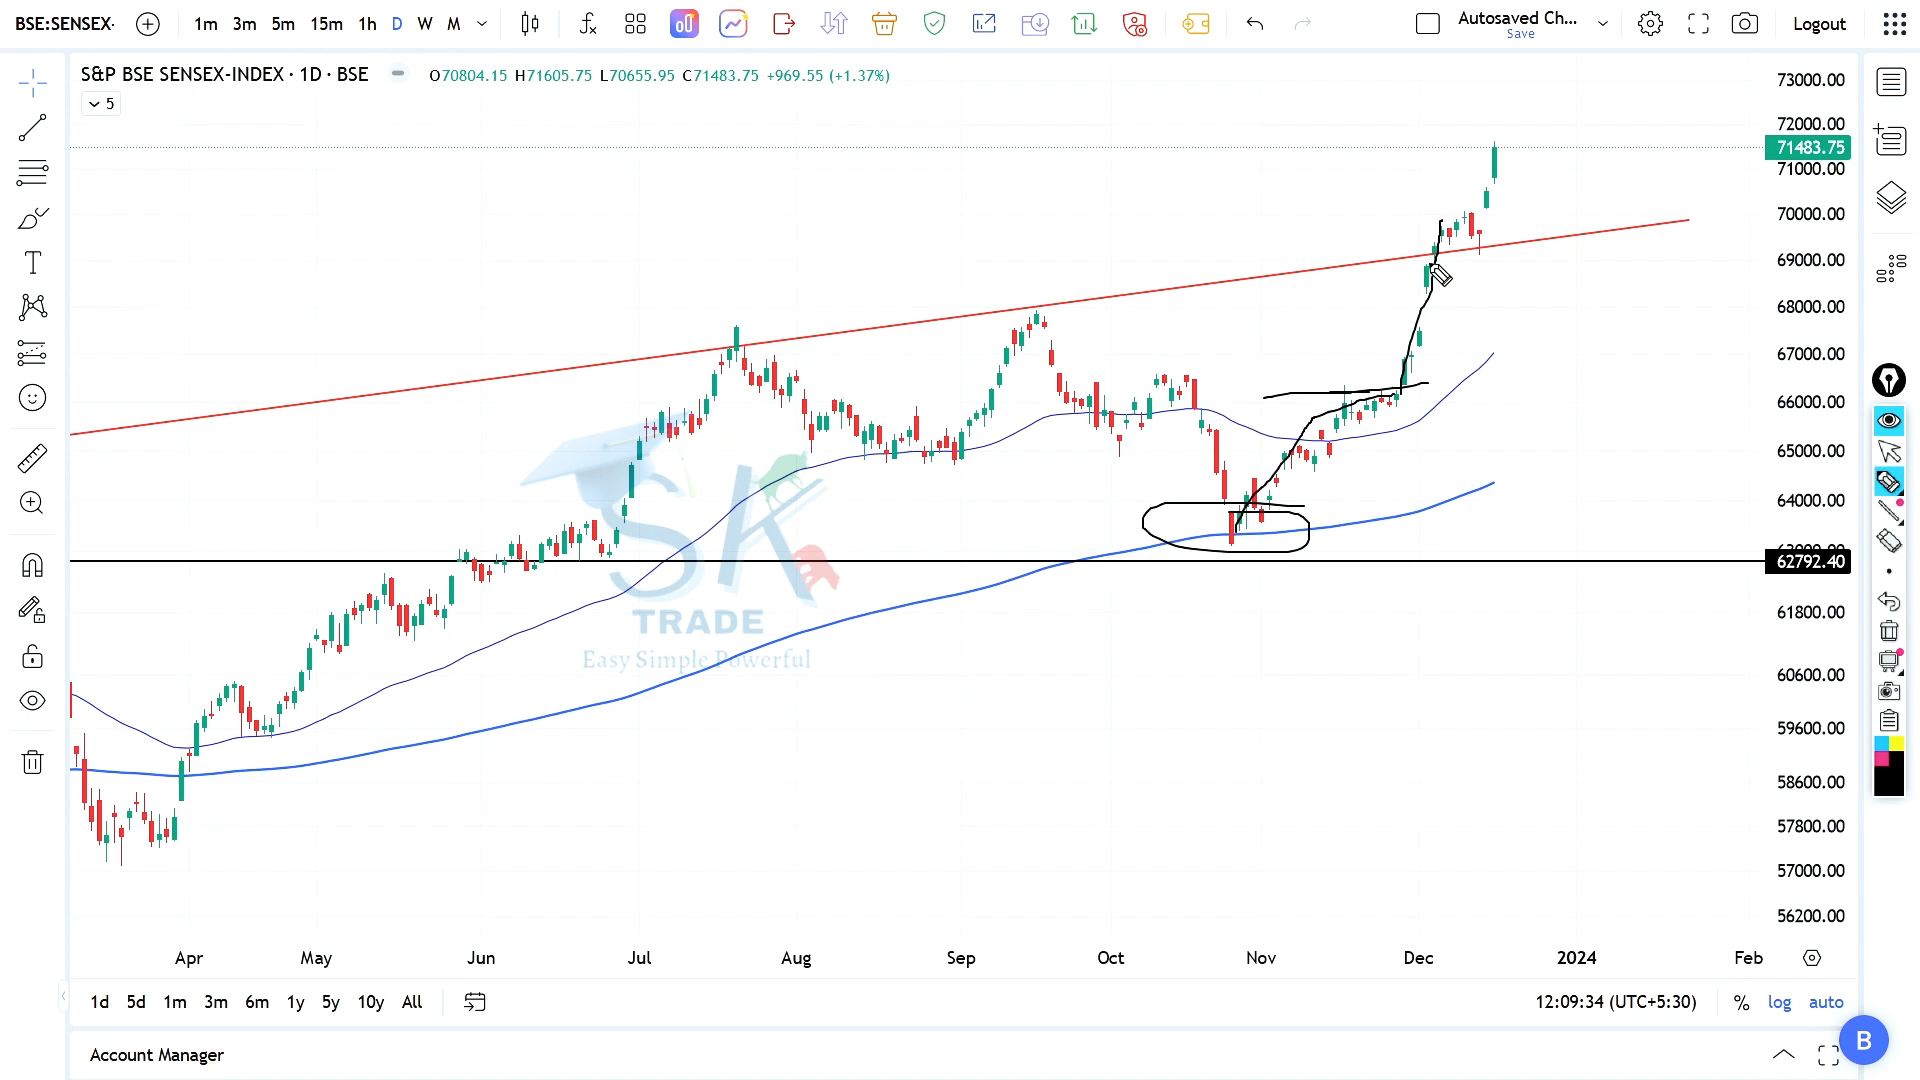 BSE:SENSEX 1m 3m 5m 15m 1h D W M Autosaved Ch... Save Logout
S&P BSE SENSEX-INDEX · 1D · BSE O70804.15 H71605.75 L70655.95 C71483.75 +969.55 (+1.37%)
5
73000.00
72000.00
71483.75
71000.00
70000.00
69000.00
68000.00
67000.00
66000.00
65000.00
64000.00
62792.40
61800.00
60600.00
59600.00
58600.00
57800.00
57000.00
56200.00
SK
TRADE
Easy Simple Powerful
Apr May Jun Jul Aug Sep Oct Nov Dec 2024 Feb
1d 5d 1m 3m 6m 1y 5y 10y All 12:09:34 (UTC+5:30) % log auto
Account Manager
B